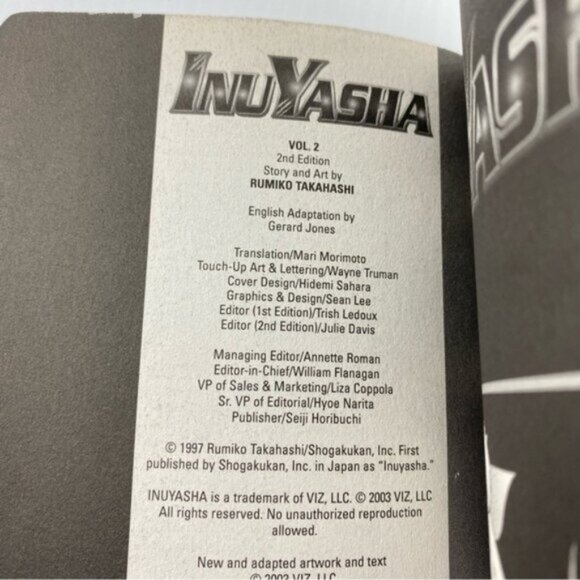 INUYASHA
VOL. 2
2nd Edition
Story and Art by
RUMIKO TAKAHASHI
English Adaptation by
Gerard Jones
Translation/Mari Morimoto
Touch-Up Art & Lettering/Wayne Truman
Cover Design/Hidemi Sahara
Graphics & Design/Sean Lee
Editor (1st Edition)/Trish Ledoux
Editor (2nd Edition)/Julie Davis
Managing Editor/Annette Roman
Editor-in-Chief/William Flanagan
VP of Sales & Marketing/Liza Coppola
Sr. VP of Editorial/Hyoe Narita
Publisher/Seiji Horibuchi
© 1997 Rumiko Takahashi/Shogakukan, Inc. First
published by Shogakukan, Inc. in Japan as “Inuyasha.”
INUYASHA is a trademark of VIZ, LLC. © 2003 VIZ, LLC
All rights reserved. No unauthorized reproduction
allowed.
New and adapted artwork and text
© 2003 VIZ, LLC
YASH